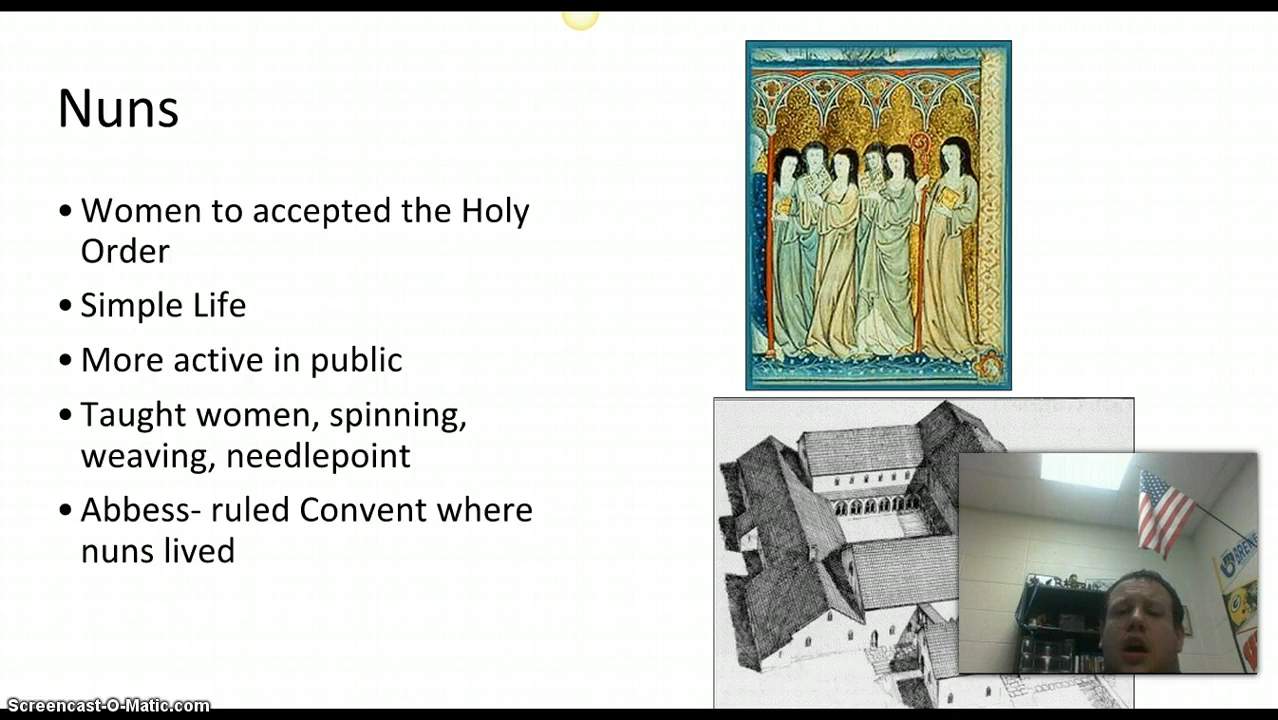 Nuns
• Women to accepted the Holy
Order
• Simple Life
• More active in public
• Taught women, spinning,
weaving, needlepoint
• Abbess- ruled Convent where
nuns lived
Screencast-O-Matic.com